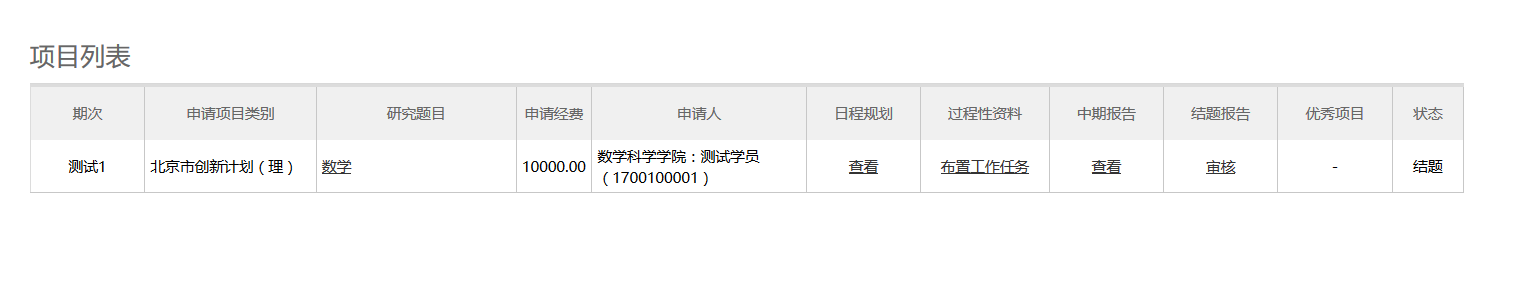 项目列表
期次 申请项目类别 研究题目 申请经费 申请人 日程规划 过程性资料 中期报告 结题报告 优秀项目 状态
测试1 北京市创新计划（理） 数学 10000.00 数学科学学院：测试学员 查看 布置工作任务 查看 审核 - 结题
（1700100001）